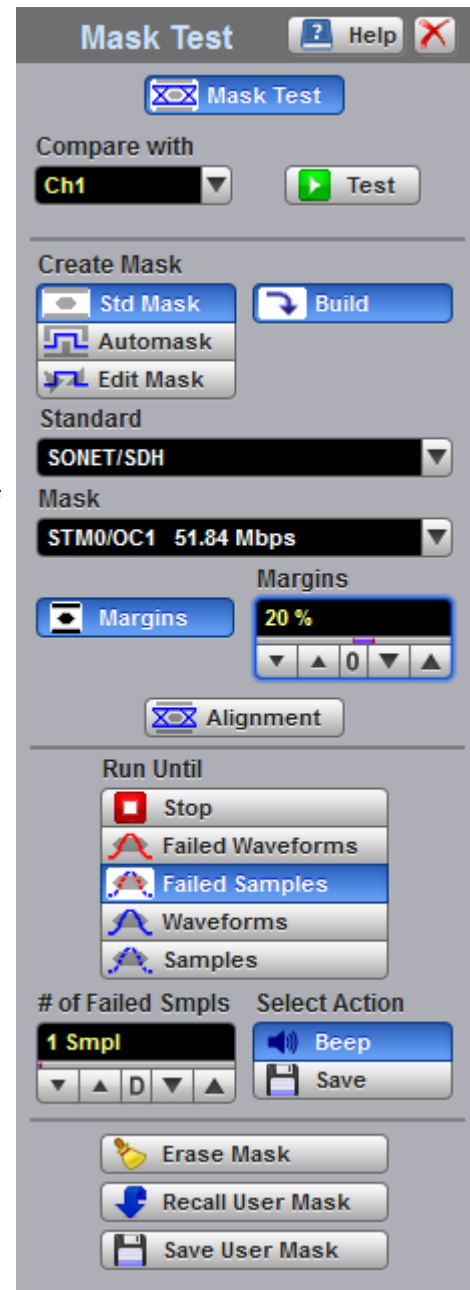 Mask Test ? Help
Mask Test
Compare with
Ch1
Test
Create Mask
Std Mask
Build
Automask
Edit Mask
Standard
SONET/SDH
Mask
STM0/OC1 51.84 Mbps
Margins
Margins
20 %
0
Alignment
Run Until
Stop
Failed Waveforms
Failed Samples
Waveforms
Samples
# of Failed Smpls
Select Action
1 Smpl
D
Beep
Save
Erase Mask
Recall User Mask
Save User Mask